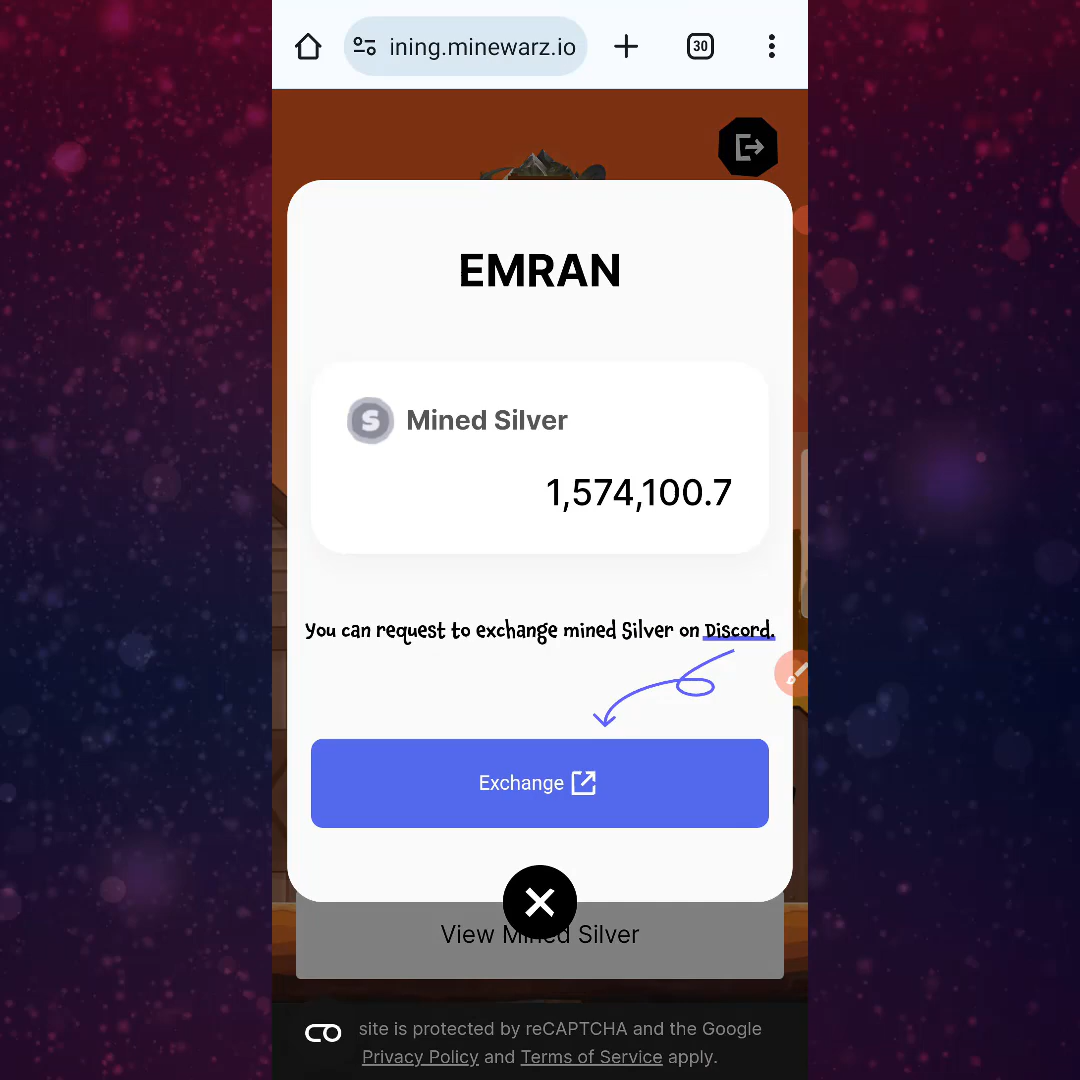 ining.minewarz.io
30
EMRAN
S Mined Silver
1,574,100.7
You can request to exchange mined Silver on Discord.
Exchange
View Mined Silver
site is protected by reCAPTCHA and the Google
Privacy Policy and Terms of Service apply.